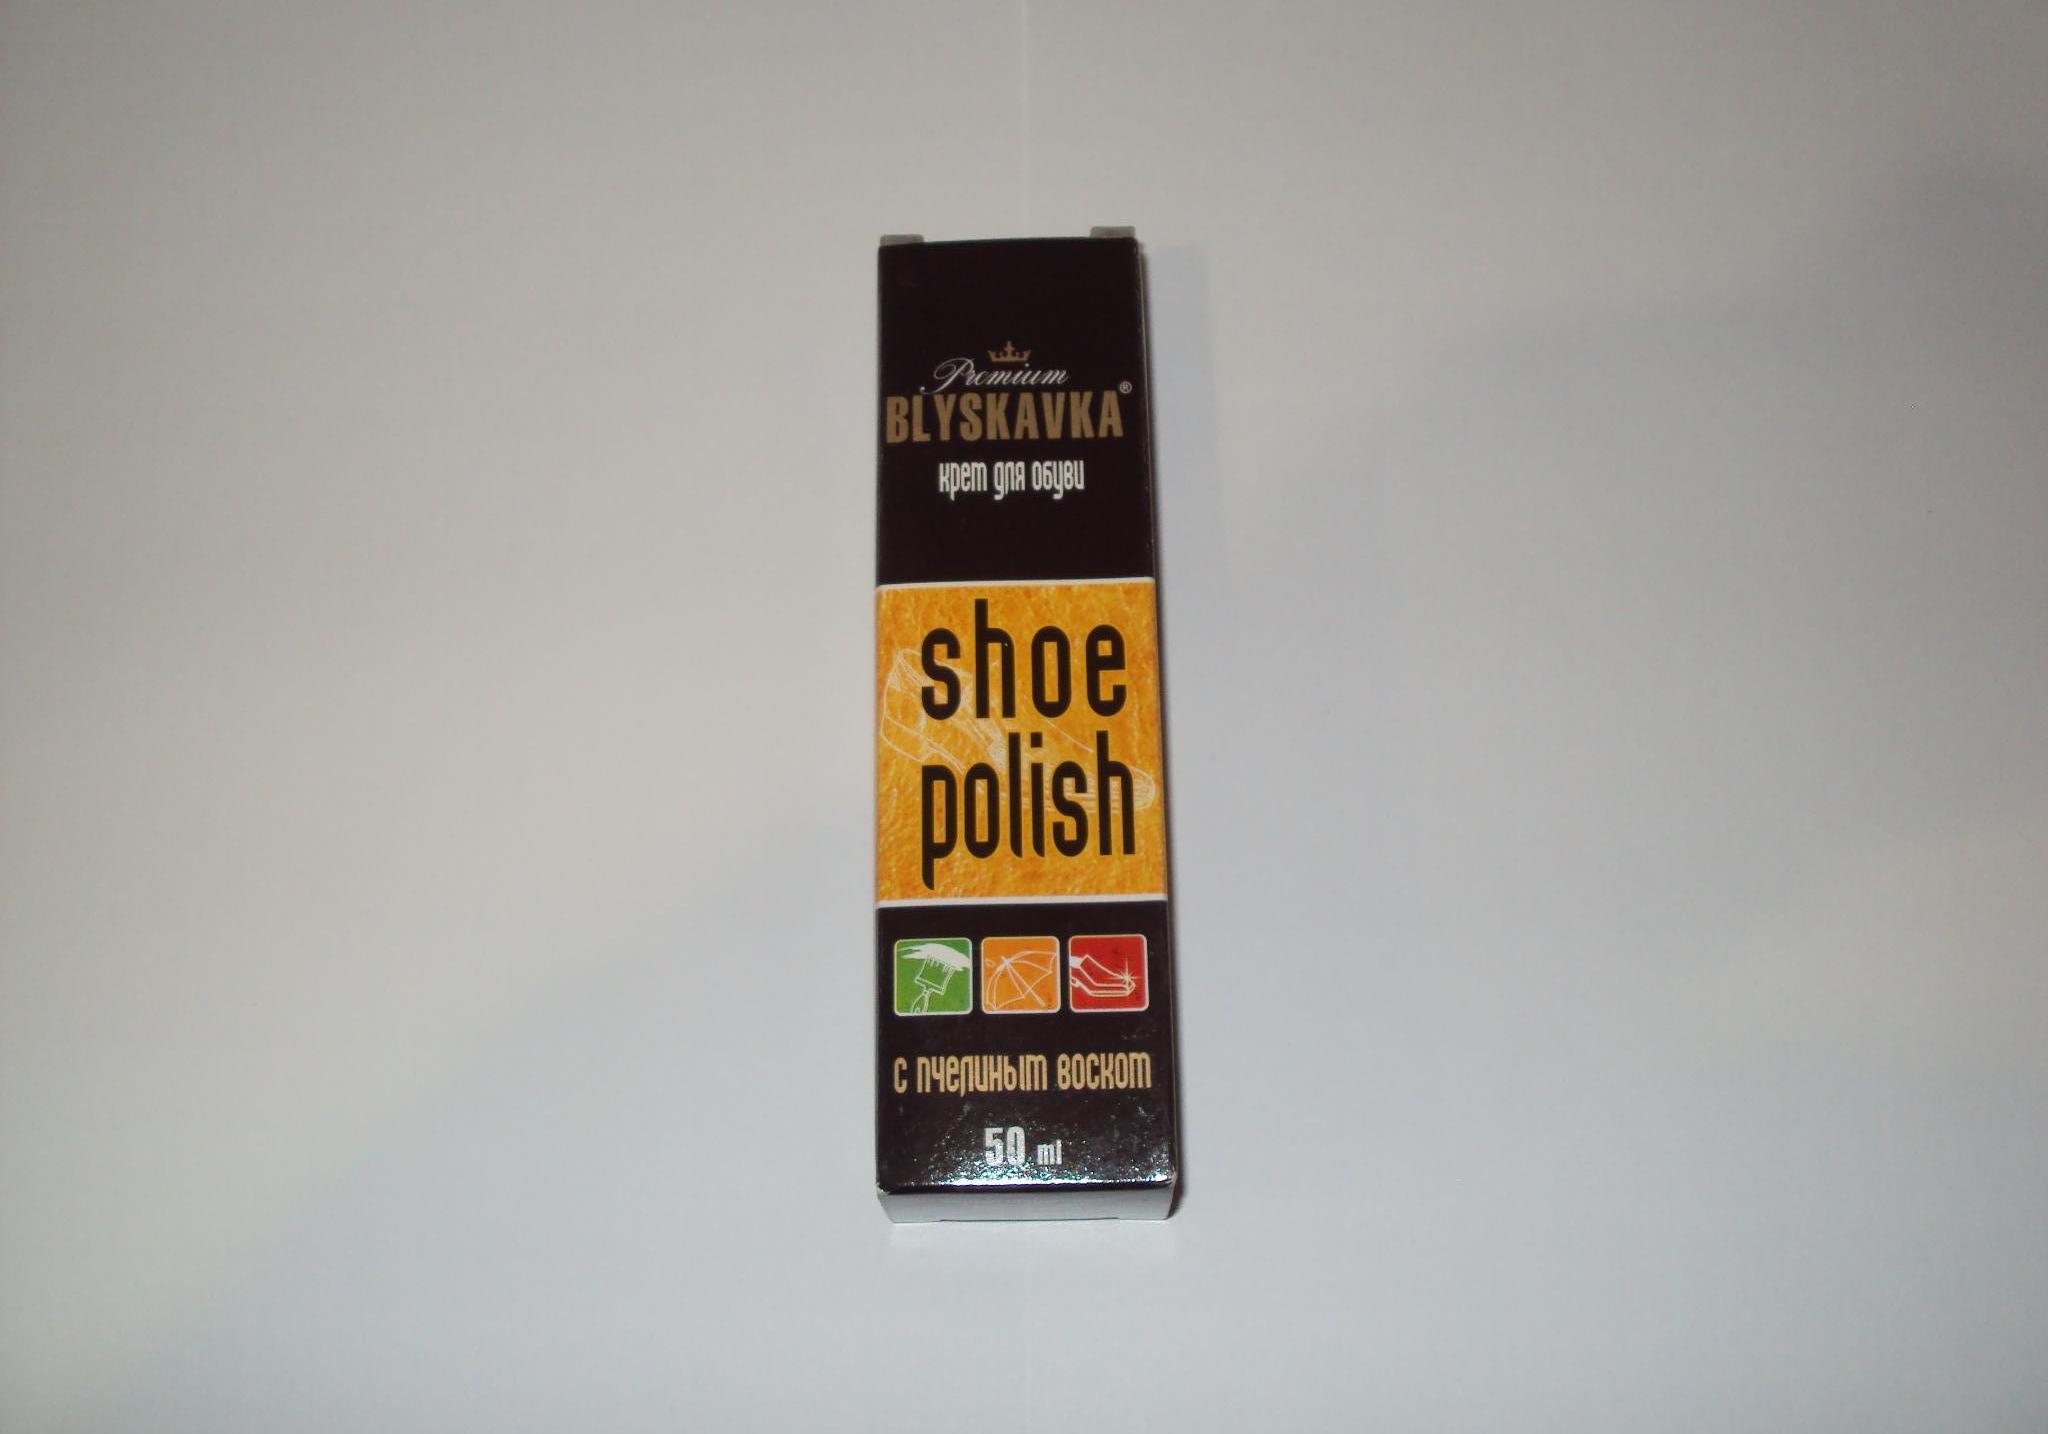 Premium
BLYSKAVKA®
крем для обуви
shoe
polish
с пчелиным воском
50 ml